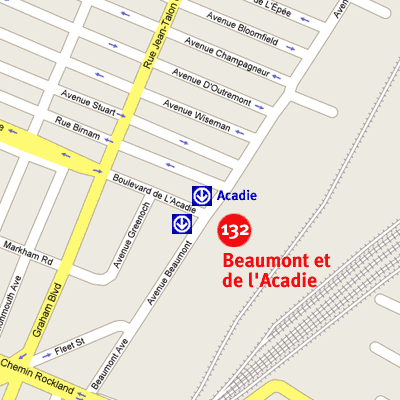 de L'Épée
Avenue Bloomfield
Rue Jean-Talon
Avenue Champagneur
Avenue D'Outremont
Avenue Stuart
Avenue Wiseman
Rue Birnam
Boulevard de L'Acadie
Acadie
132
Avenue Greenoch
Beaumont et
de l'Acadie
Markham Rd
Avenue Beaumont
onmouth Ave
Graham Blvd
Fleet St
Beaumont Ave
Chemin Rockland